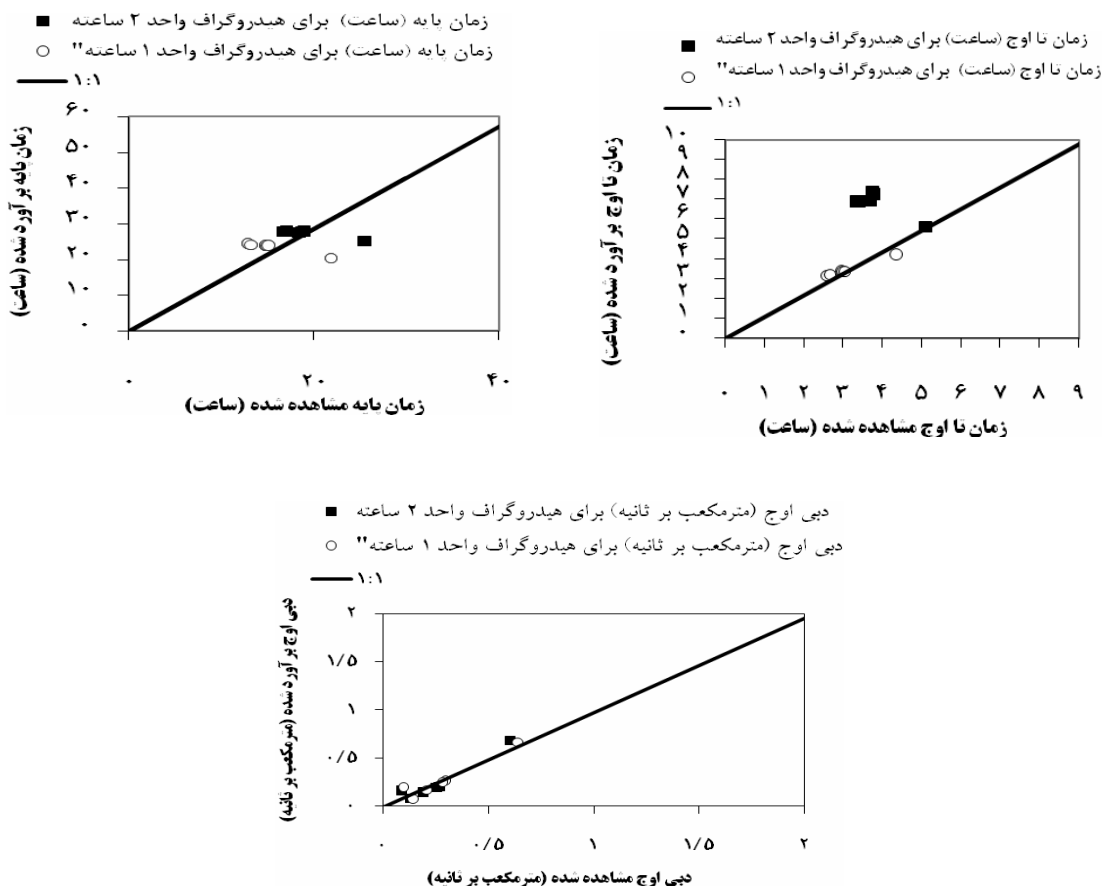 زمان پایه (ساعت) برای هیدروگراف واحد ۲ ساعته
زمان پایه (ساعت) برای هیدروگراف واحد ۱ ساعته"
۱:۱
۶۰
۵۰
۴۰
۳۰
۲۰
۱۰
۰
زمان پایه برآورد شده (ساعت)
۰ ۲۰ ۴۰
زمان پایه مشاهده شده (ساعت)
زمان تا اوج (ساعت) برای هیدروگراف واحد ۲ ساعته
زمان تا اوج (ساعت) برای هیدروگراف واحد ۱ ساعته"
۱:۱
۱۰
۹
۸
۷
۶
۵
۴
۳
۲
۱
۰
زمان تا اوج برآورد شده (ساعت)
۰ ۱ ۲ ۳ ۴ ۵ ۶ ۷ ۸ ۹
زمان تا اوج مشاهده شده (ساعت)
دبی اوج (مترمکعب بر ثانیه) برای هیدروگراف واحد ۲ ساعته
دبی اوج (مترمکعب بر ثانیه) برای هیدروگراف واحد ۱ ساعته"
۱:۱
۲
۱/۵
۱
۰/۵
۰
دبی اوج برآورد شده (مترمکعب بر ثانیه)
۰ ۰/۵ ۱ ۱/۵ ۲
دبی اوج مشاهده شده (مترمکعب بر ثانیه)